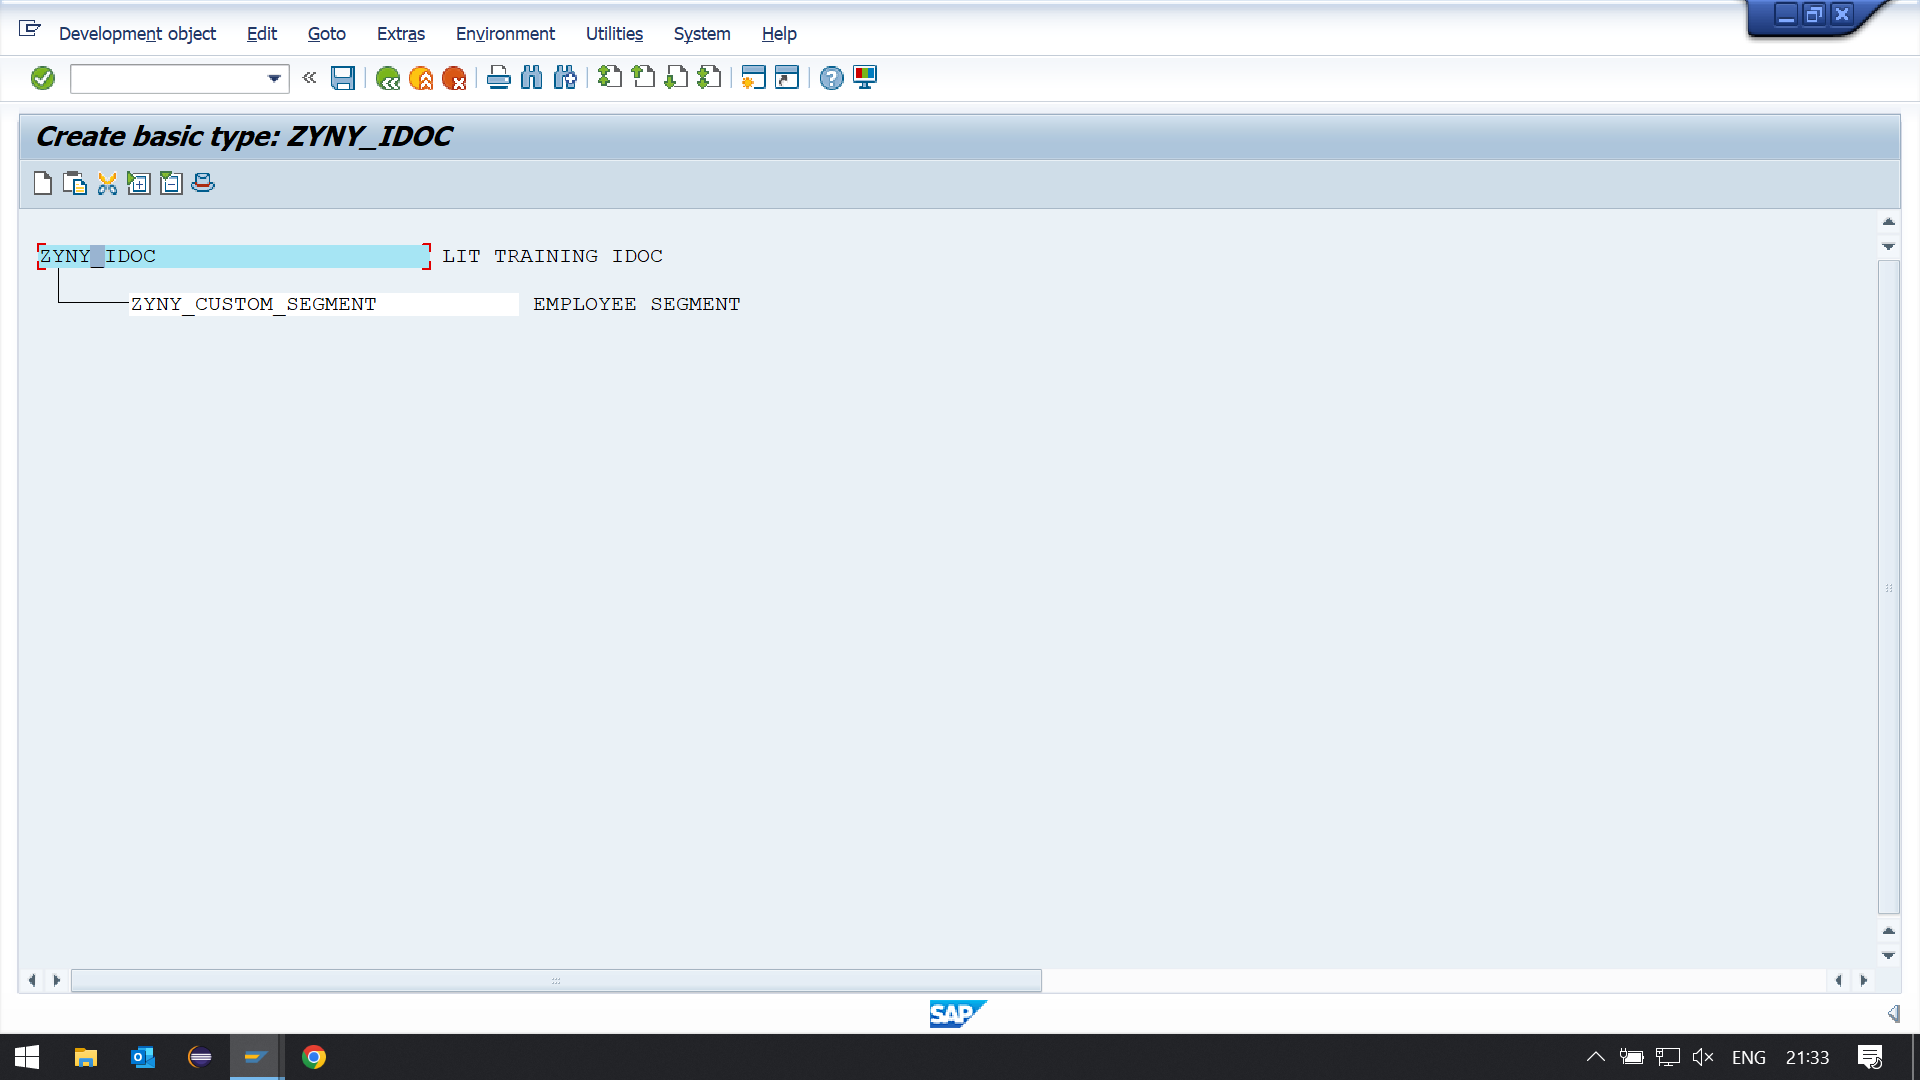 Development object Edit Goto Extras Environment Utilities System Help
Create basic type: ZYNY_IDOC
ZYNY_IDOC LIT TRAINING IDOC
ZYNY_CUSTOM_SEGMENT EMPLOYEE SEGMENT
SAP
ENG 21:33